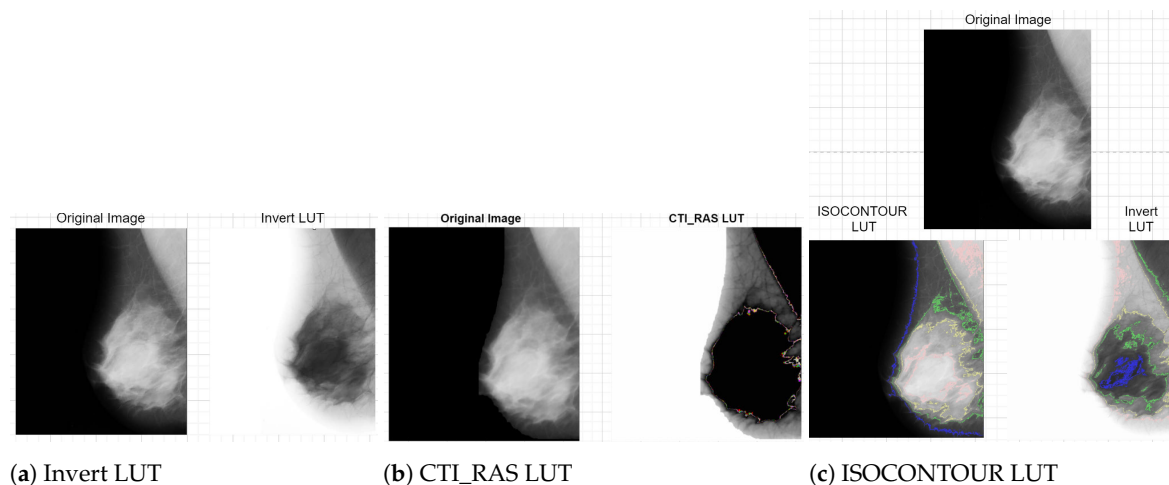 Original Image
Invert LUT
Original Image
CTI_RAS LUT
Original Image
ISOCONTOUR
LUT
Invert
LUT
(a) Invert LUT
(b) CTI_RAS LUT
(c) ISOCONTOUR LUT